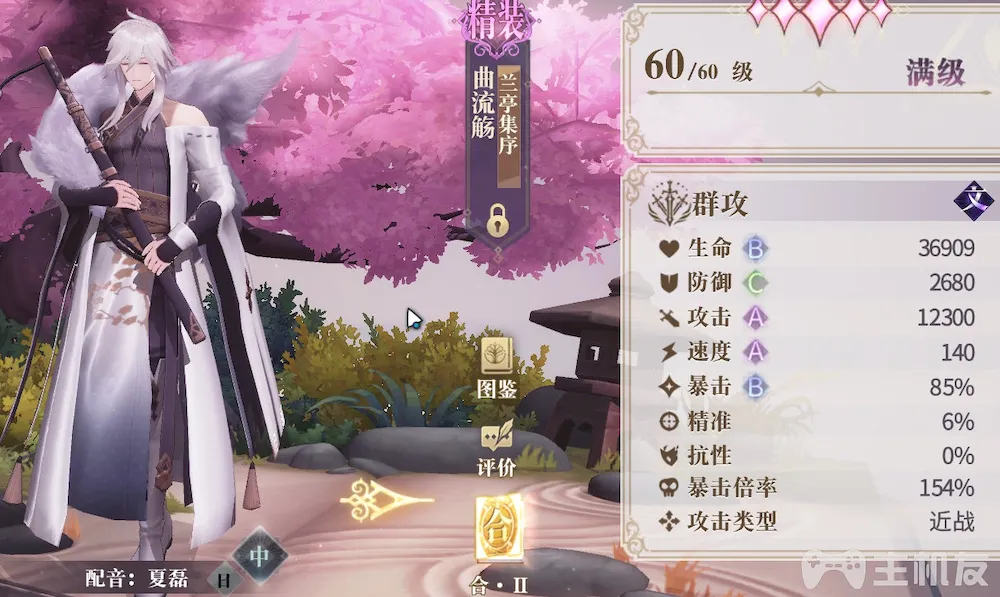 精装
兰亭集序
曲流觞
60/60 级
满级
群攻
文
生命 B 36909
防御 C 2680
攻击 A 12300
速度 A 140
暴击 B 85%
精准 6%
抗性 0%
暴击倍率 154%
攻击类型 近战
图鉴
评价
合
合·Ⅱ
中
配音：夏磊
H
主机友